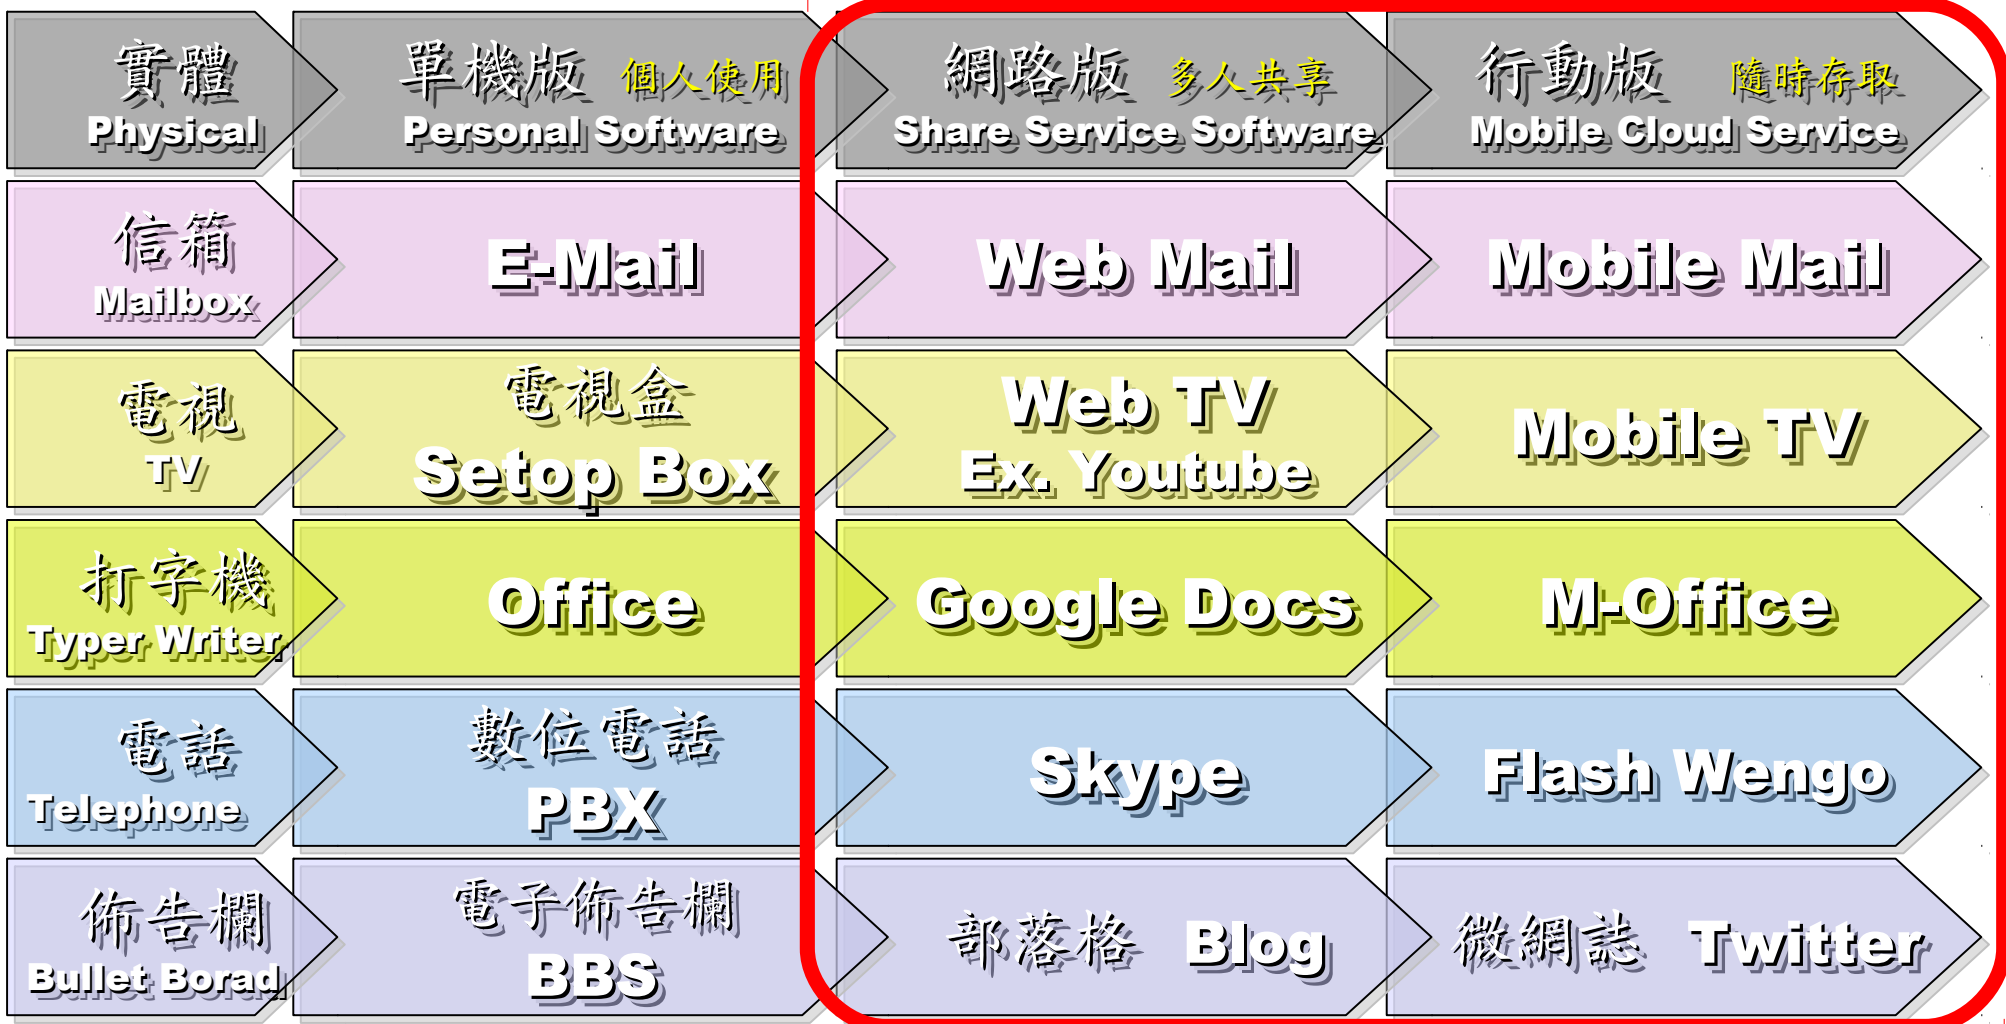 實體
Physical
單機版 個人使用
Personal Software
網路版 多人共享
Share Service Software
行動版 隨時存取
Mobile Cloud Service
信箱
Mailbox
E-Mail
Web Mail
Mobile Mail
電視
TV
電視盒
Setop Box
Web TV
Ex. Youtube
Mobile TV
打字機
Typer Writer
Office
Google Docs
M-Office
電話
Telephone
數位電話
PBX
Skype
Flash Wengo
佈告欄
Bullet Borad
電子佈告欄
BBS
部落格 Blog
微網誌 Twitter